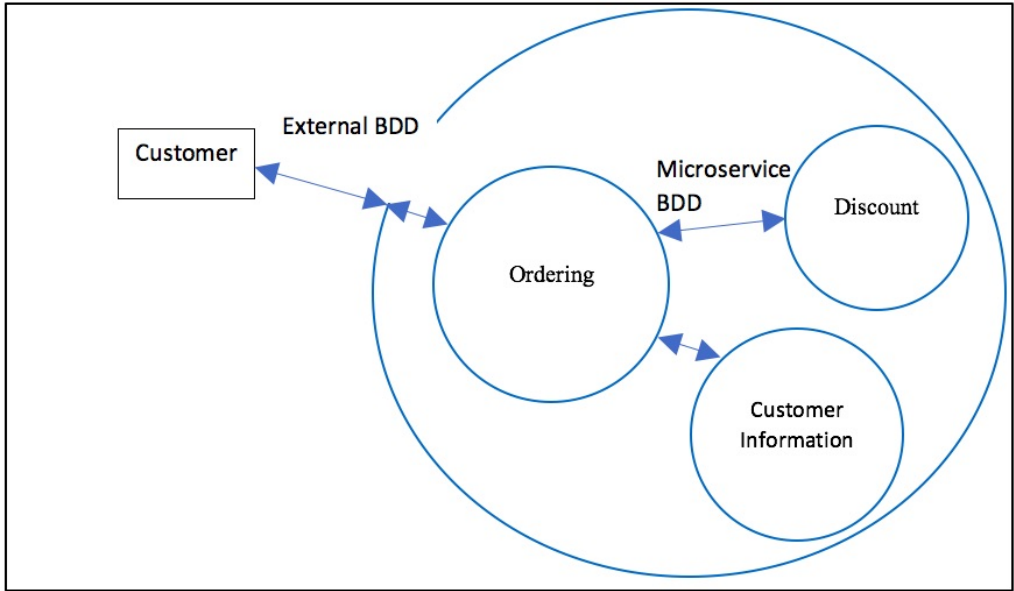 External BDD
Customer
Microservice
BDD
Discount
Ordering
Customer
Information